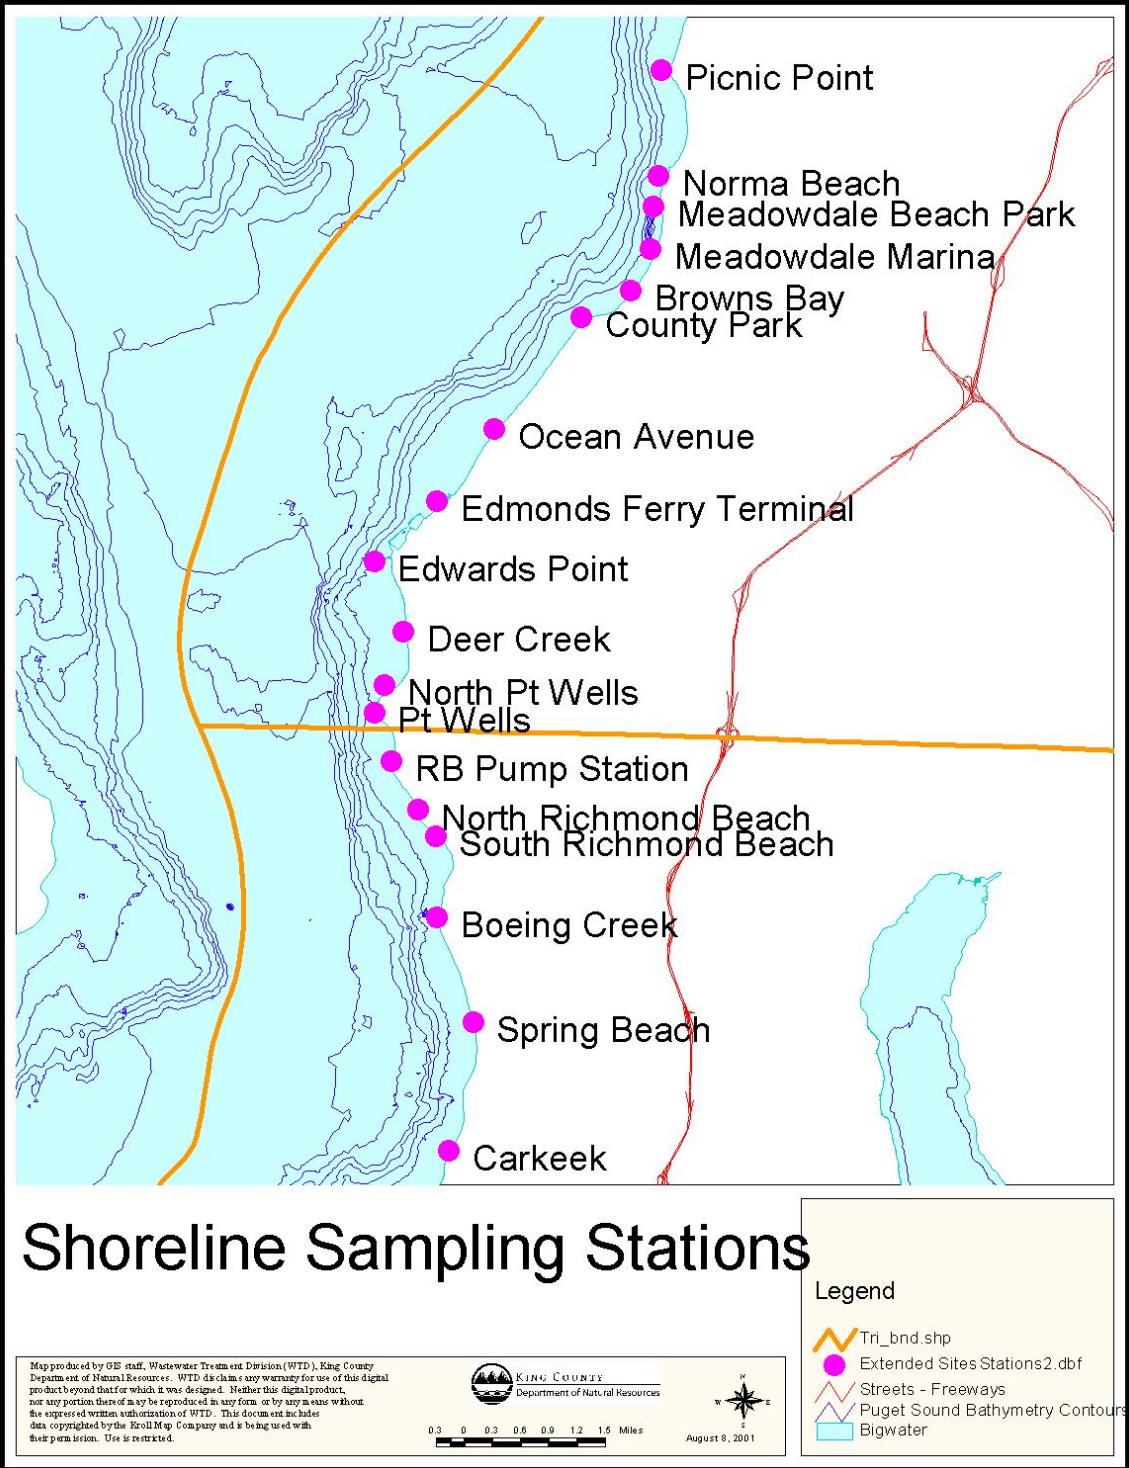 Picnic Point
Norma Beach
Meadowdale Beach Park
Meadowdale Marina
Browns Bay
County Park
Ocean Avenue
Edmonds Ferry Terminal
Edwards Point
Deer Creek
North Pt Wells
Pt Wells
RB Pump Station
North Richmond Beach
South Richmond Beach
Boeing Creek
Spring Beach
Carkeek
Shoreline Sampling Stations
Legend
Tri_bnd.shp
Extended Sites Stations2.dbf
Streets - Freeways
Puget Sound Bathymetry Contours
Bigwater
Map produced by GIS staff, Wastewater Treatment Division (WTD), King County
Department of Natural Resources. WTD disclaims any warranty for use of this digital
product beyond that for which it was designed. Neither this digital product,
nor any portion thereof may be reproduced in any form or by any means without
the expressed written authorization of WTD. This document includes
data copyrighted by the Kroll Map Company and is being used with
their permission. Use is restricted.
KING COUNTY
Department of Natural Resources
0.3 0 0.3 0.6 0.9 1.2 1.5 Miles
N
W E
S
August 8, 2001